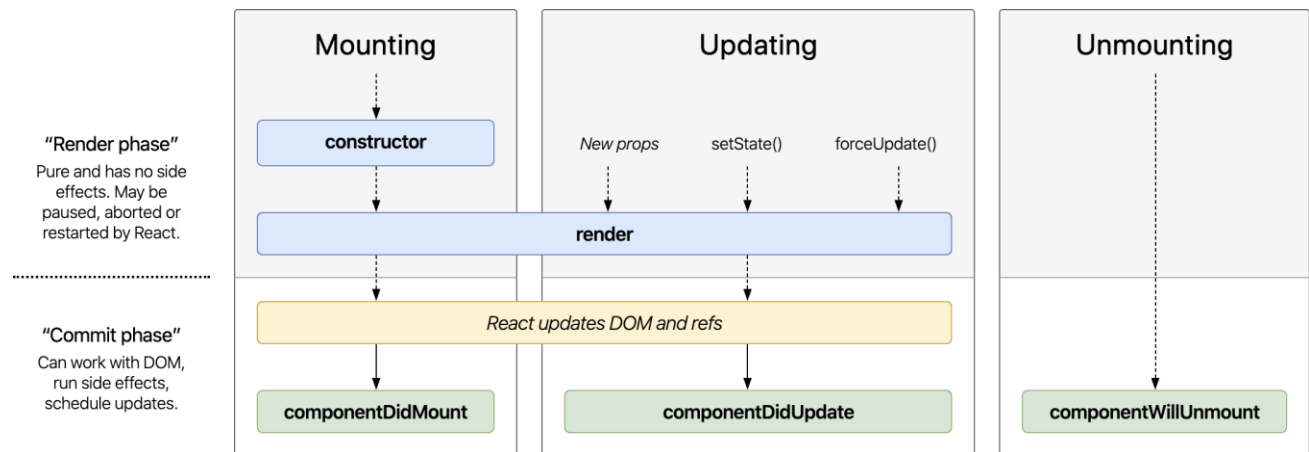 Mounting
Updating
Unmounting
“Render phase”
Pure and has no side
effects. May be
paused, aborted or
restarted by React.
constructor
New props
setState()
forceUpdate()
render
“Commit phase”
Can work with DOM,
run side effects,
schedule updates.
React updates DOM and refs
componentDidMount
componentDidUpdate
componentWillUnmount